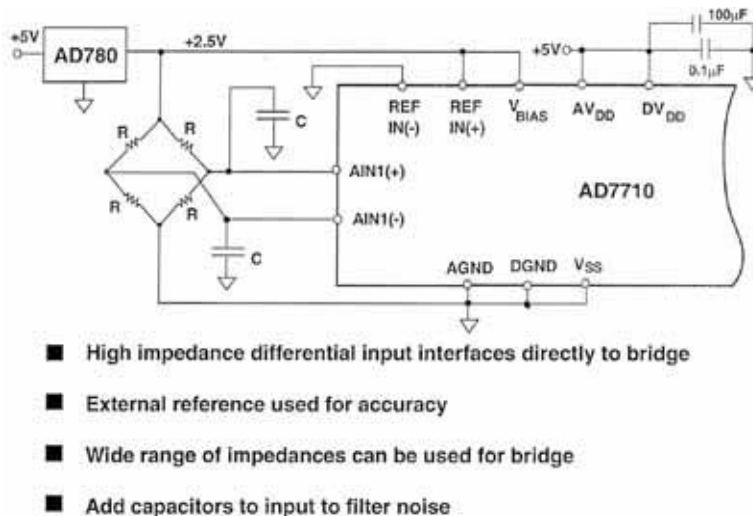 +5V
AD780
+2.5V
100μF
+5V
0.1μF
R
R
R
R
C
C
REF
IN(-)
REF
IN(+)
VBIAS
AVDD
DVDD
AIN1(+)
AIN1(-)
AD7710
AGND
DGND
VSS
■ High impedance differential input interfaces directly to bridge
■ External reference used for accuracy
■ Wide range of impedances can be used for bridge
■ Add capacitors to input to filter noise